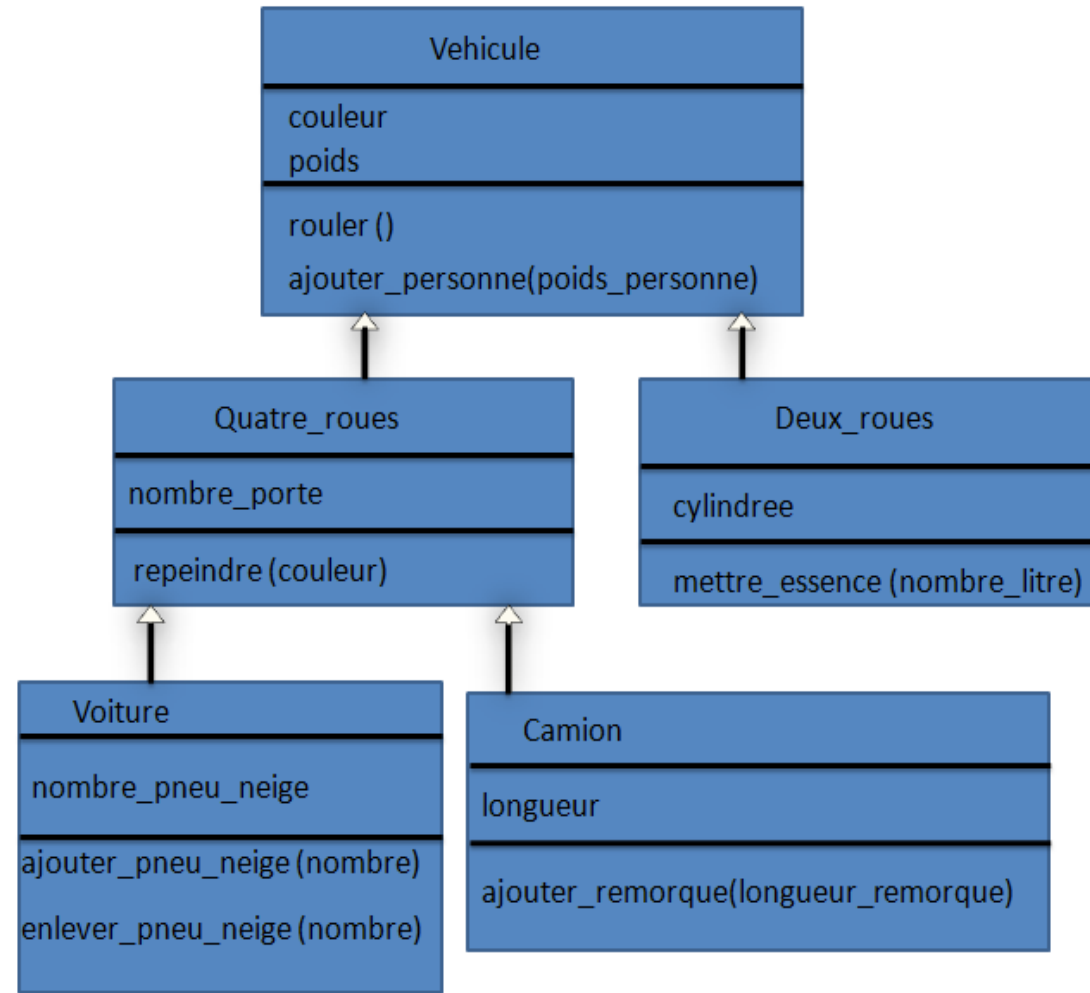 Vehicule
couleur
poids
rouler ()
ajouter_personne(poids_personne)
Quatre_roues
nombre_porte
repeindre (couleur)
Deux_roues
cylindree
mettre_essence (nombre_litre)
Voiture
nombre_pneu_neige
ajouter_pneu_neige (nombre)
enlever_pneu_neige (nombre)
Camion
longueur
ajouter_remorque(longueur_remorque)